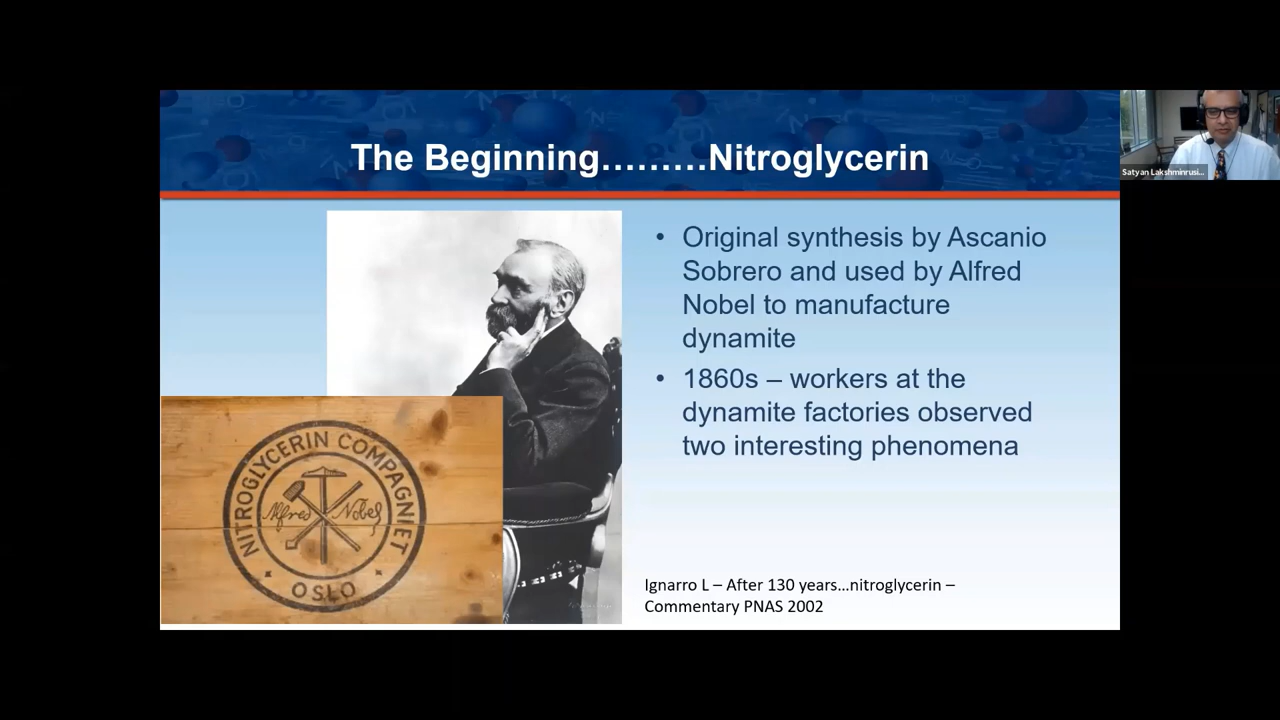 The Beginning………Nitroglycerin
Satyan Lakshminrusi...
• Original synthesis by Ascanio
Sobrero and used by Alfred
Nobel to manufacture
dynamite
• 1860s – workers at the
dynamite factories observed
two interesting phenomena
NITROGLYCERIN COMPAGNIET
Alfred Nobel
OSLO
Ignarro L – After 130 years…nitroglycerin –
Commentary PNAS 2002